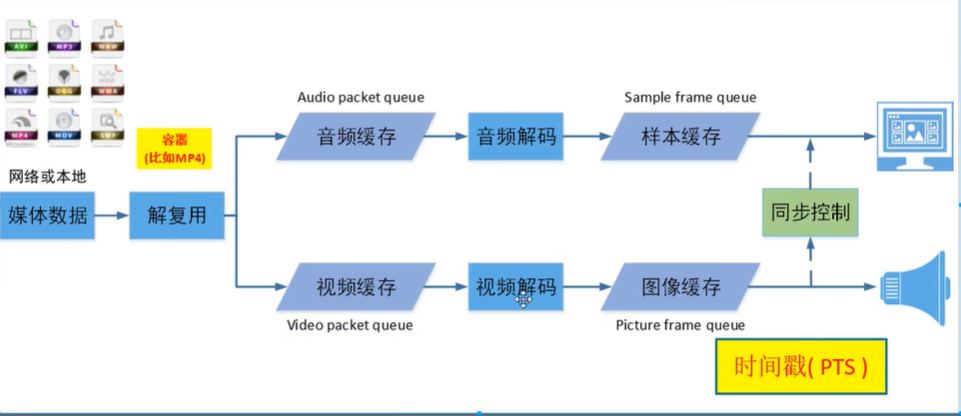 AVI
MP3
WAV
FLV
OGG
WMA
MP4
MOV
容器
(比如MP4)
网络或本地
媒体数据
解复用
Audio packet queue
音频缓存
音频解码
Sample frame queue
样本缓存
同步控制
视频缓存
Video packet queue
视频解码
图像缓存
Picture frame queue
时间戳( PTS )